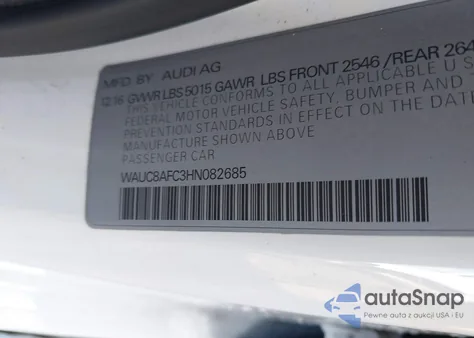 MFD. BY AUDI AG
12/16 GVWR LBS 5015 GAWR LBS FRONT 2546 /REAR 264
THIS VEHICLE CONFORMS TO ALL APPLICABLE U S
FEDERAL MOTOR VEHICLE SAFETY, BUMPER AND
THEFT PREVENTION STANDARDS IN EFFECT ON THE DATE
MANUFACTURE SHOWN ABOVE
PASSENGER CAR
WAUC8AFC3HN082685
autoSnap
Pewne auta z aukcji USA i EU